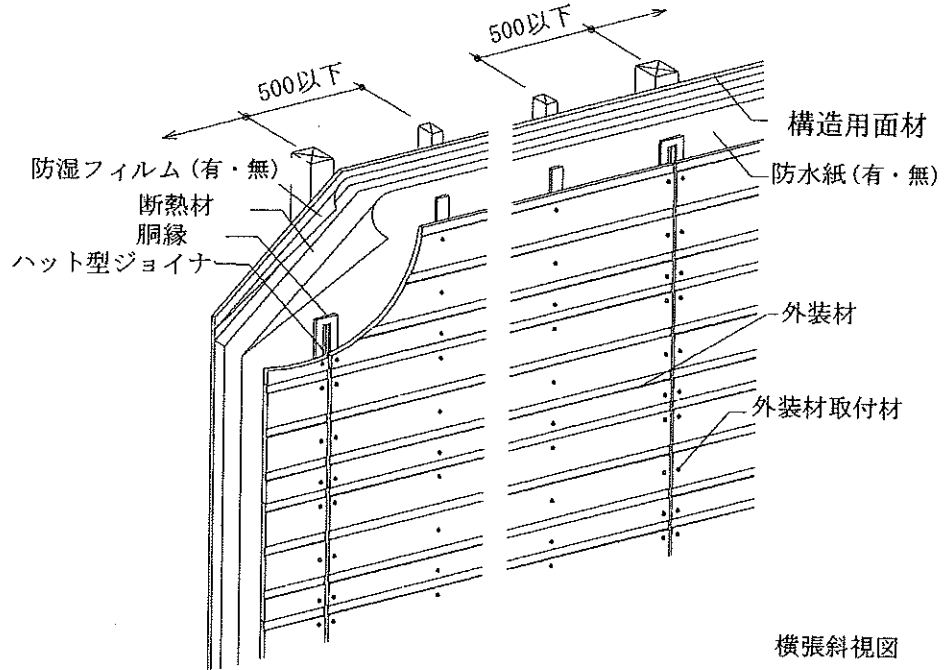 500以下
500以下
構造用面材
防湿フィルム(有・無)
防水紙(有・無)
断熱材
胴縁
ハット型ジョイナ
外装材
外装材取付材
横張斜視図